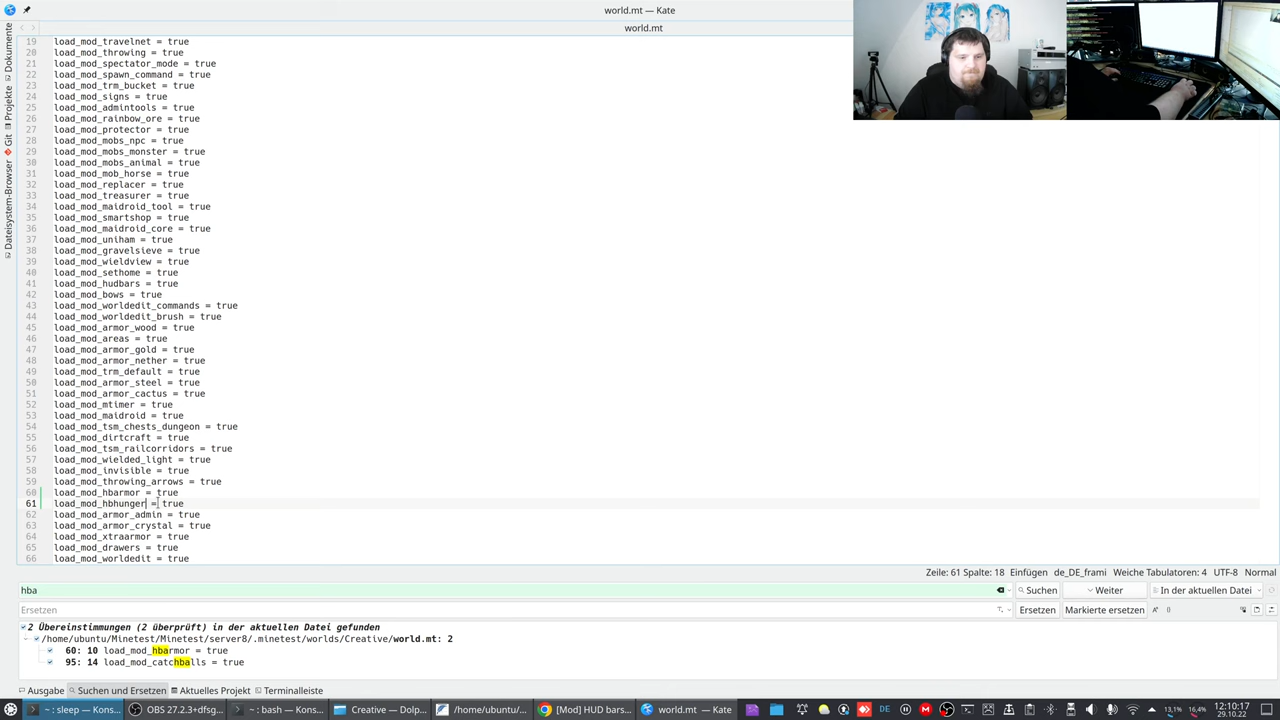 world.mt — Kate
world.mt
Dokumente
Projekte
Git
Dateisystem-Browser
19 load_mod_travelnet = true
20 load_mod_throwing = true
21 load_mod_spectator_mode = true
22 load_mod_spawn_command = true
23 load_mod_trm_bucket = true
24 load_mod_signs = true
25 load_mod_admintools = true
26 load_mod_rainbow_ore = true
27 load_mod_protector = true
28 load_mod_mobs_npc = true
29 load_mod_mobs_monster = true
30 load_mod_mobs_animal = true
31 load_mod_mob_horse = true
32 load_mod_replacer = true
33 load_mod_treasurer = true
34 load_mod_maidroid_tool = true
35 load_mod_smartshop = true
36 load_mod_maidroid_core = true
37 load_mod_uniham = true
38 load_mod_gravelsieve = true
39 load_mod_wieldview = true
40 load_mod_sethome = true
41 load_mod_hudbars = true
42 load_mod_bows = true
43 load_mod_worldedit_commands = true
44 load_mod_worldedit_brush = true
45 load_mod_armor_wood = true
46 load_mod_areas = true
47 load_mod_armor_gold = true
48 load_mod_armor_nether = true
49 load_mod_trm_default = true
50 load_mod_armor_steel = true
51 load_mod_armor_cactus = true
52 load_mod_mtimer = true
53 load_mod_maidroid = true
54 load_mod_tsm_chests_dungeon = true
55 load_mod_dirtcraft = true
56 load_mod_tsm_railcorridors = true
57 load_mod_wielded_light = true
58 load_mod_invisible = true
59 load_mod_throwing_arrows = true
60 load_mod_hbarmor = true
61 load_mod_hbhunger = true
62 load_mod_armor_admin = true
63 load_mod_armor_crystal = true
64 load_mod_xtraarmor = true
65 load_mod_drawers = true
66 load_mod_worldedit = true
Zeile: 61 Spalte: 18 Einfügen de_DE_frami Weiche Tabulatoren: 4 UTF-8 Normal
hba Suchen Weiter In der aktuellen Datei
Ersetzen Ersetzen Markierte ersetzen
2 Übereinstimmungen (2 überprüft) in der aktuellen Datei gefunden
/home/ubuntu/Minetest/Minetest/server8/.minetest/worlds/Creative/world.mt: 2
60: 10 load_mod_hbarmor = true
95: 14 load_mod_catchballs = true
Ausgabe Suchen und Ersetzen Aktuelles Projekt Terminalleiste
~ : sleep — Kons... OBS 27.2.3+dfsg... ~ : bash — Kons... Creative — Dolp... /home/ubuntu/... [Mod] HUD bars... world.mt — Kate DE 13,1% 16,4% 12:10:17
29.10.22